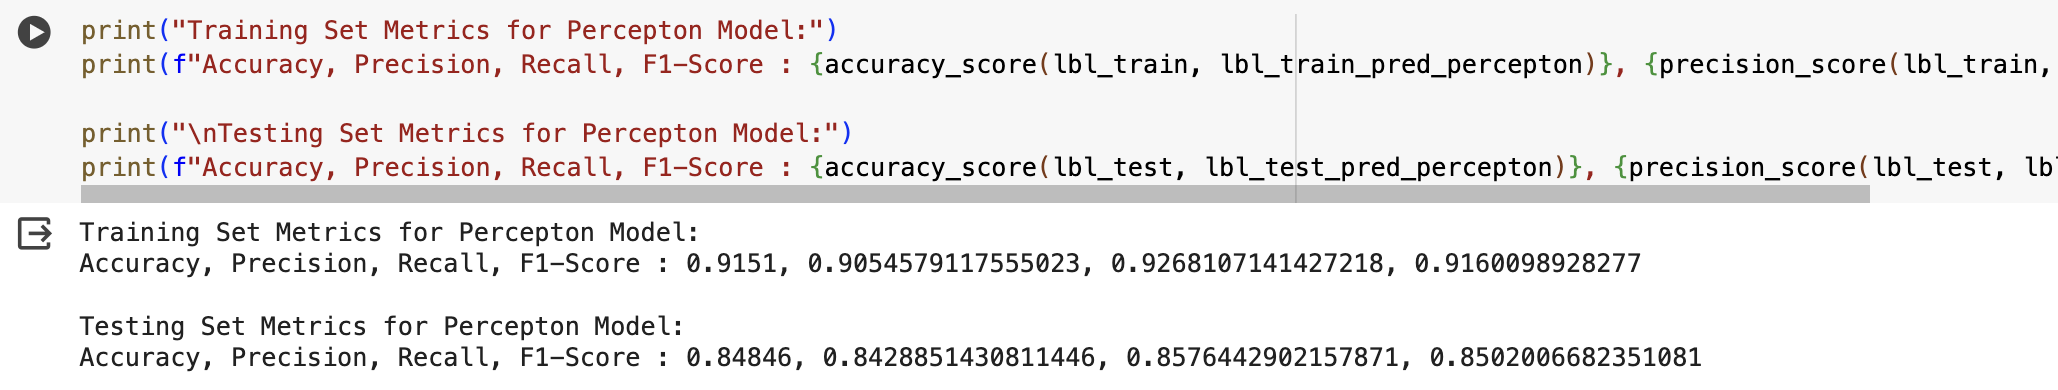 print("Training Set Metrics for Percepton Model:")
print(f"Accuracy, Precision, Recall, F1-Score : {accuracy_score(lbl_train, lbl_train_pred_percepton)}, {precision_score(lbl_train,
print("\nTesting Set Metrics for Percepton Model:")
print(f"Accuracy, Precision, Recall, F1-Score : {accuracy_score(lbl_test, lbl_test_pred_percepton)}, {precision_score(lbl_test, lb
Training Set Metrics for Percepton Model:
Accuracy, Precision, Recall, F1-Score : 0.9151, 0.9054579117555023, 0.9268107141427218, 0.9160098928277
Testing Set Metrics for Percepton Model:
Accuracy, Precision, Recall, F1-Score : 0.84846, 0.8428851430811446, 0.8576442902157871, 0.8502006682351081